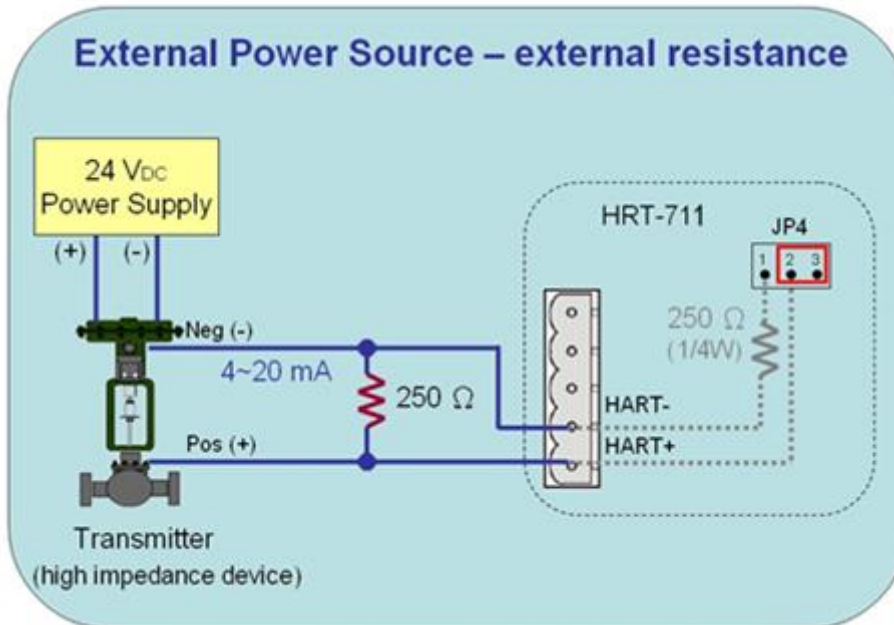 External Power Source – external resistance
24 VDC
Power Supply
(+)
(-)
HRT-711
JP4
1 2 3
Neg (-)
250 Ω
(1/4W)
4~20 mA
250 Ω
HART-
Pos (+)
HART+
Transmitter
(high impedance device)